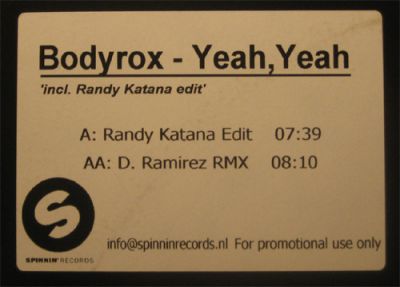 Bodyrox - Yeah,Yeah
'incl. Randy Katana edit'
A: Randy Katana Edit 07:39
AA: D. Ramirez RMX 08:10
S
SPINNIN' RECORDS
info@spinninrecords.nl For promotional use only